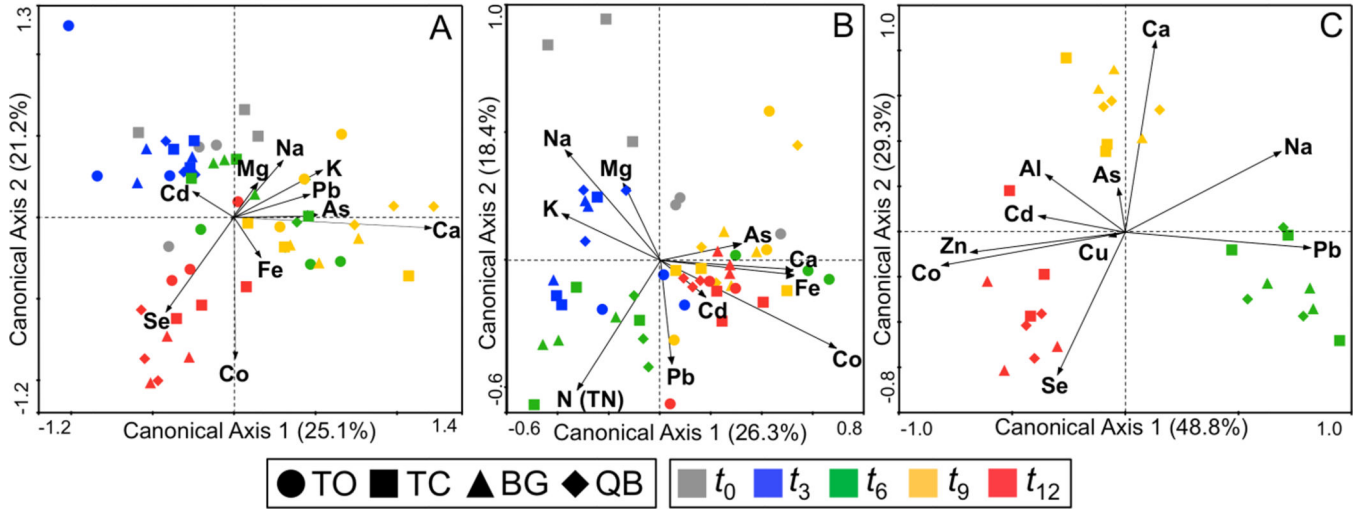 A
1.3
Canonical Axis 2 (21.2%)
-1.2
Na
K
Mg
Pb
Cd
As
Ca
Fe
Se
Co
-1.2
Canonical Axis 1 (25.1%)
1.4
B
1.0
Canonical Axis 2 (18.4%)
-0.6
Na
Mg
K
As
Ca
Fe
Cd
Co
Pb
N (TN)
-0.6
Canonical Axis 1 (26.3%)
0.8
C
1.0
Canonical Axis 2 (29.3%)
-0.8
Ca
Na
Al
As
Cd
Zn
Cu
Pb
Co
Se
-1.0
Canonical Axis 1 (48.8%)
1.0
TO TC BG QB
t0 t3 t6 t9 t12